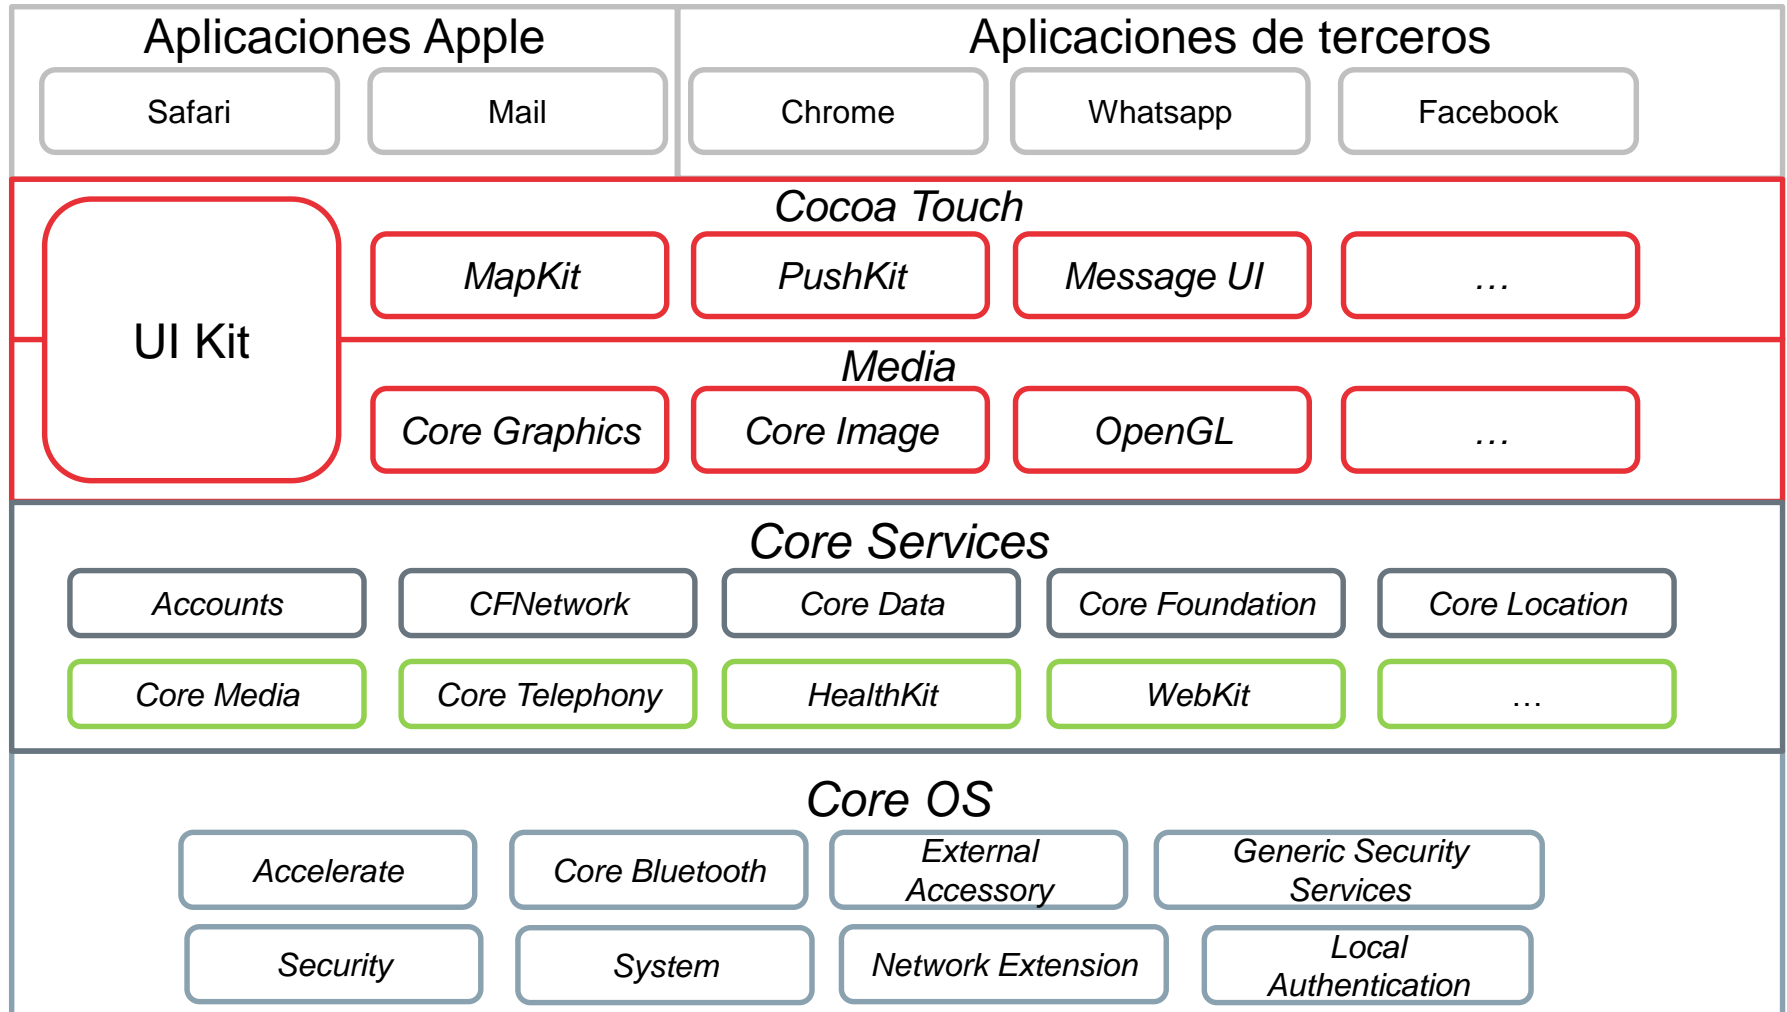 Aplicaciones Apple
Aplicaciones de terceros
Safari
Mail
Chrome
Whatsapp
Facebook
Cocoa Touch
UI Kit
MapKit
PushKit
Message UI
…
Media
Core Graphics
Core Image
OpenGL
…
Core Services
Accounts
CFNetwork
Core Data
Core Foundation
Core Location
Core Media
Core Telephony
HealthKit
WebKit
…
Core OS
Accelerate
Core Bluetooth
External
Accessory
Generic Security
Services
Security
System
Network Extension
Local
Authentication